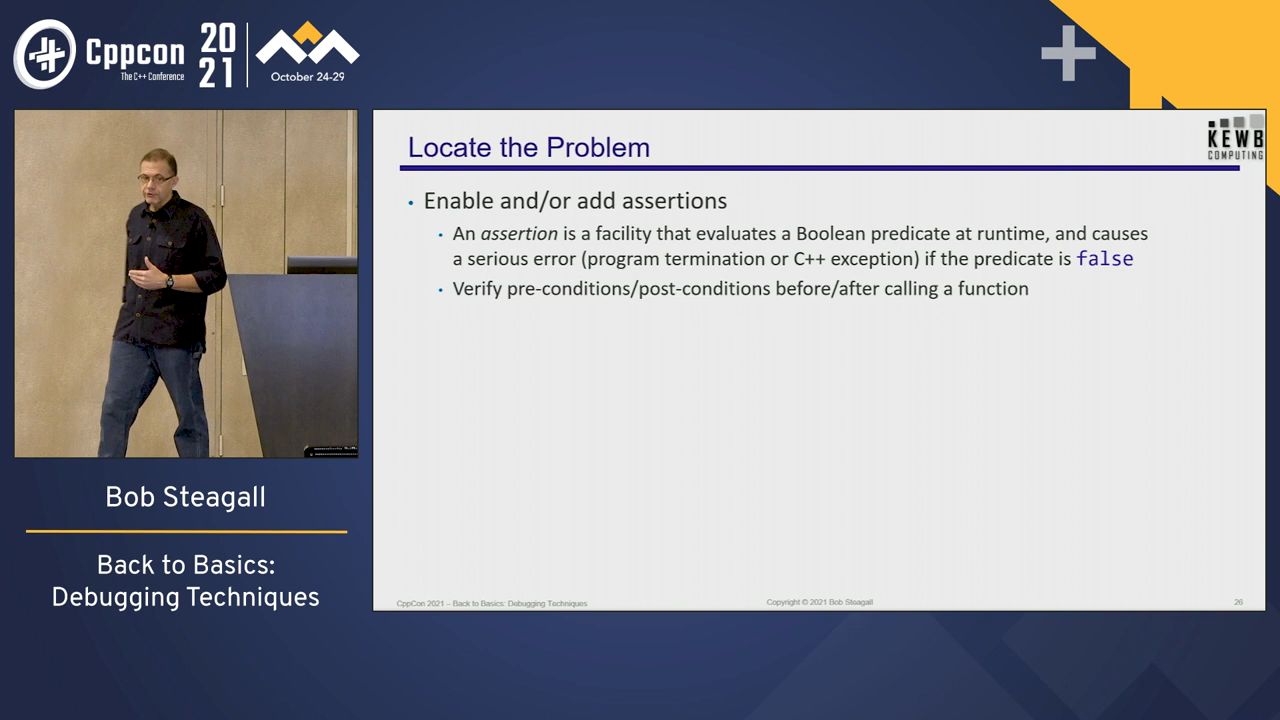 Cppcon
The C++ Conference
20
21
October 24-29
Locate the Problem
KEWB
COMPUTING
• Enable and/or add assertions
• An assertion is a facility that evaluates a Boolean predicate at runtime, and causes
a serious error (program termination or C++ exception) if the predicate is false
• Verify pre-conditions/post-conditions before/after calling a function
Bob Steagall
Back to Basics:
Debugging Techniques
CppCon 2021 – Back to Basics: Debugging Techniques
Copyright © 2021 Bob Steagall
26